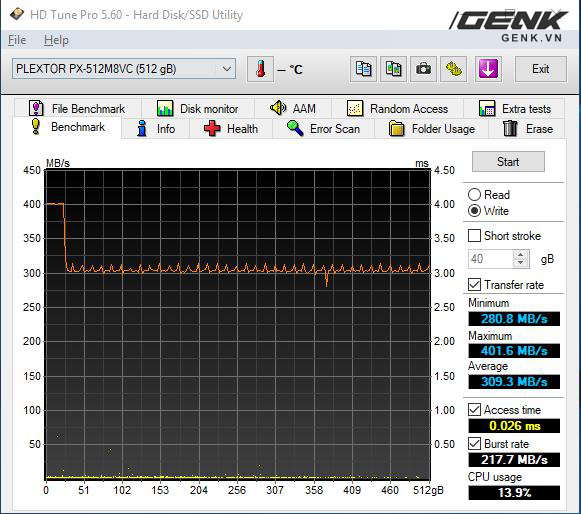 HD Tune Pro 5.60 - Hard Disk/SSD Utility
GENK
GENK.VN
File Help
PLEXTOR PX-512M8VC (512 gB)
– °C
Exit
File Benchmark Disk monitor AAM Random Access Extra tests
Benchmark Info Health Error Scan Folder Usage Erase
MB/s ms
450 4.50
400 4.00
350 3.50
300 3.00
250 2.50
200 2.00
150 1.50
100 1.00
50 0.50
0 51 102 153 204 256 307 358 409 460 512gB
Start
Read
Write
Short stroke
40 gB
Transfer rate
Minimum
280.8 MB/s
Maximum
401.6 MB/s
Average
309.3 MB/s
Access time
0.026 ms
Burst rate
217.7 MB/s
CPU usage
13.9%